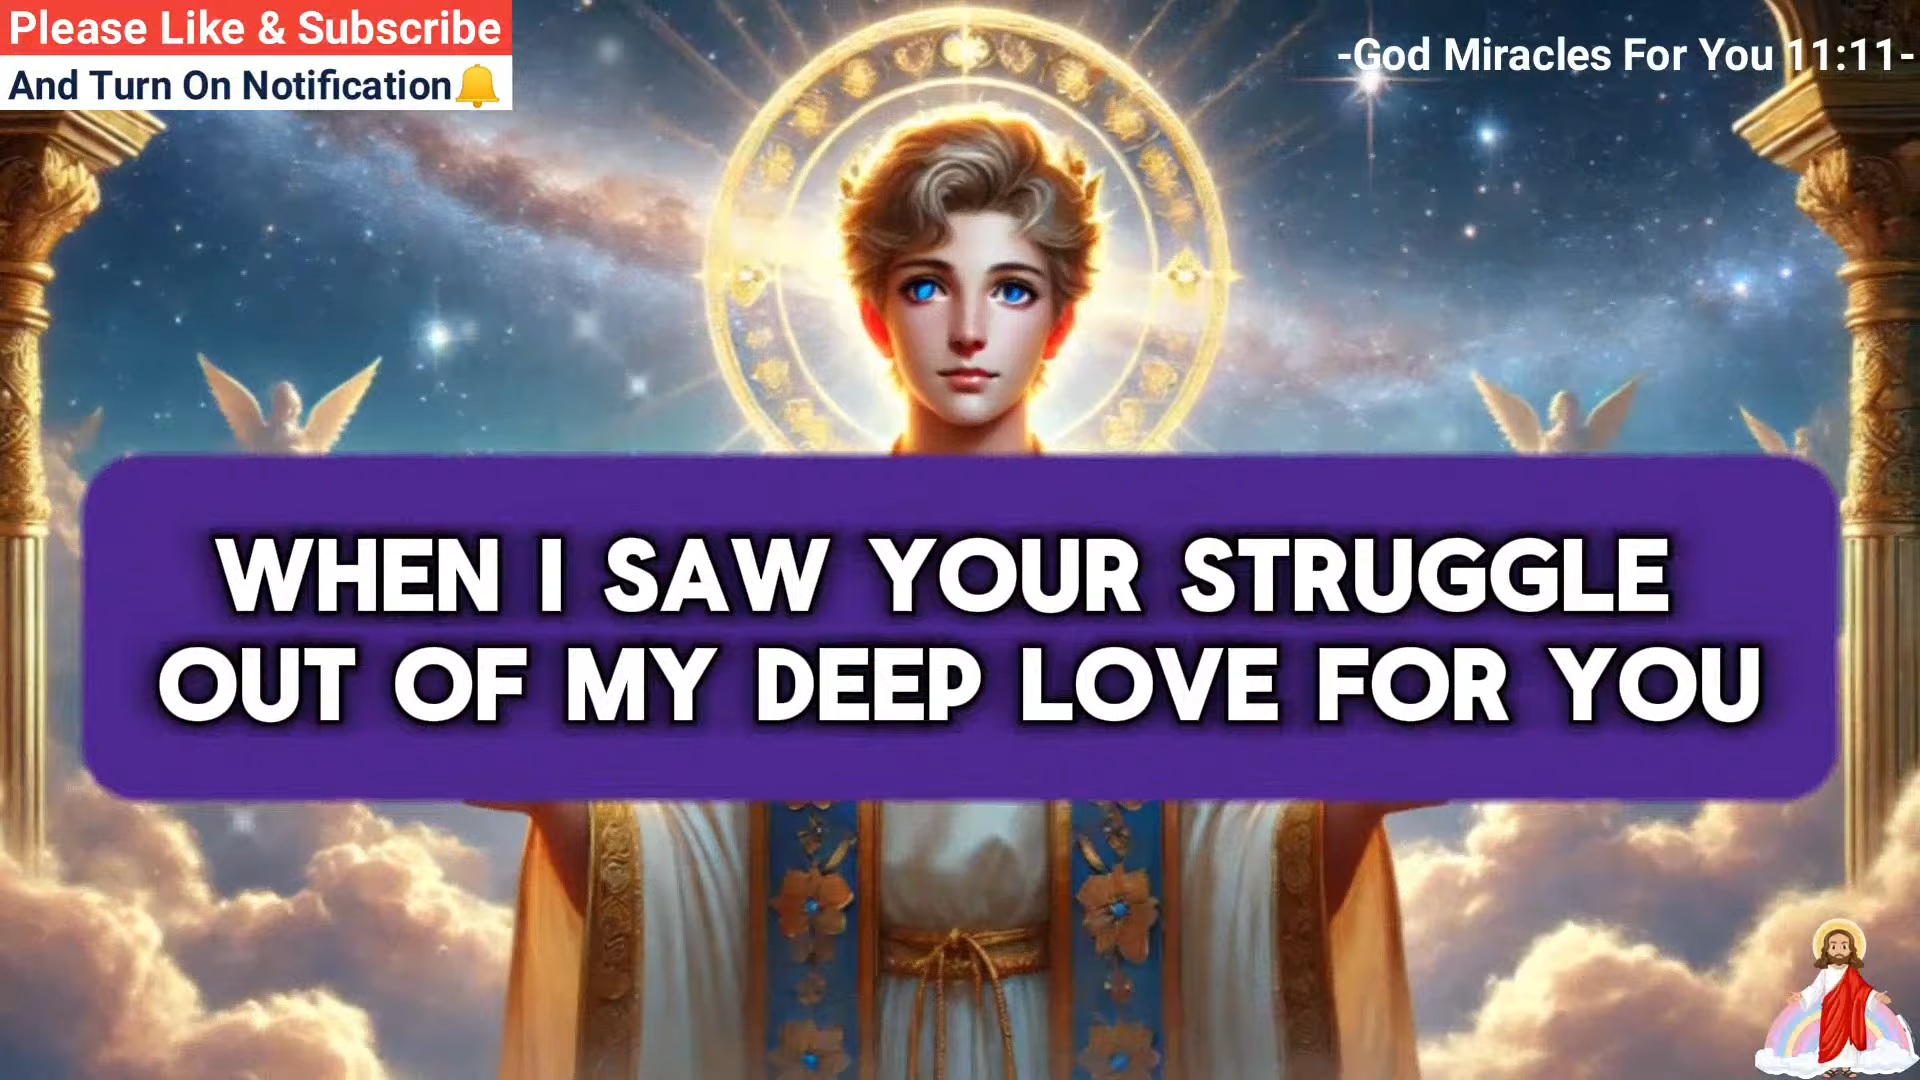 Please Like & Subscribe
And Turn On Notification🔔
-God Miracles For You 11:11-
WHEN I SAW YOUR STRUGGLE
OUT OF MY DEEP LOVE FOR YOU